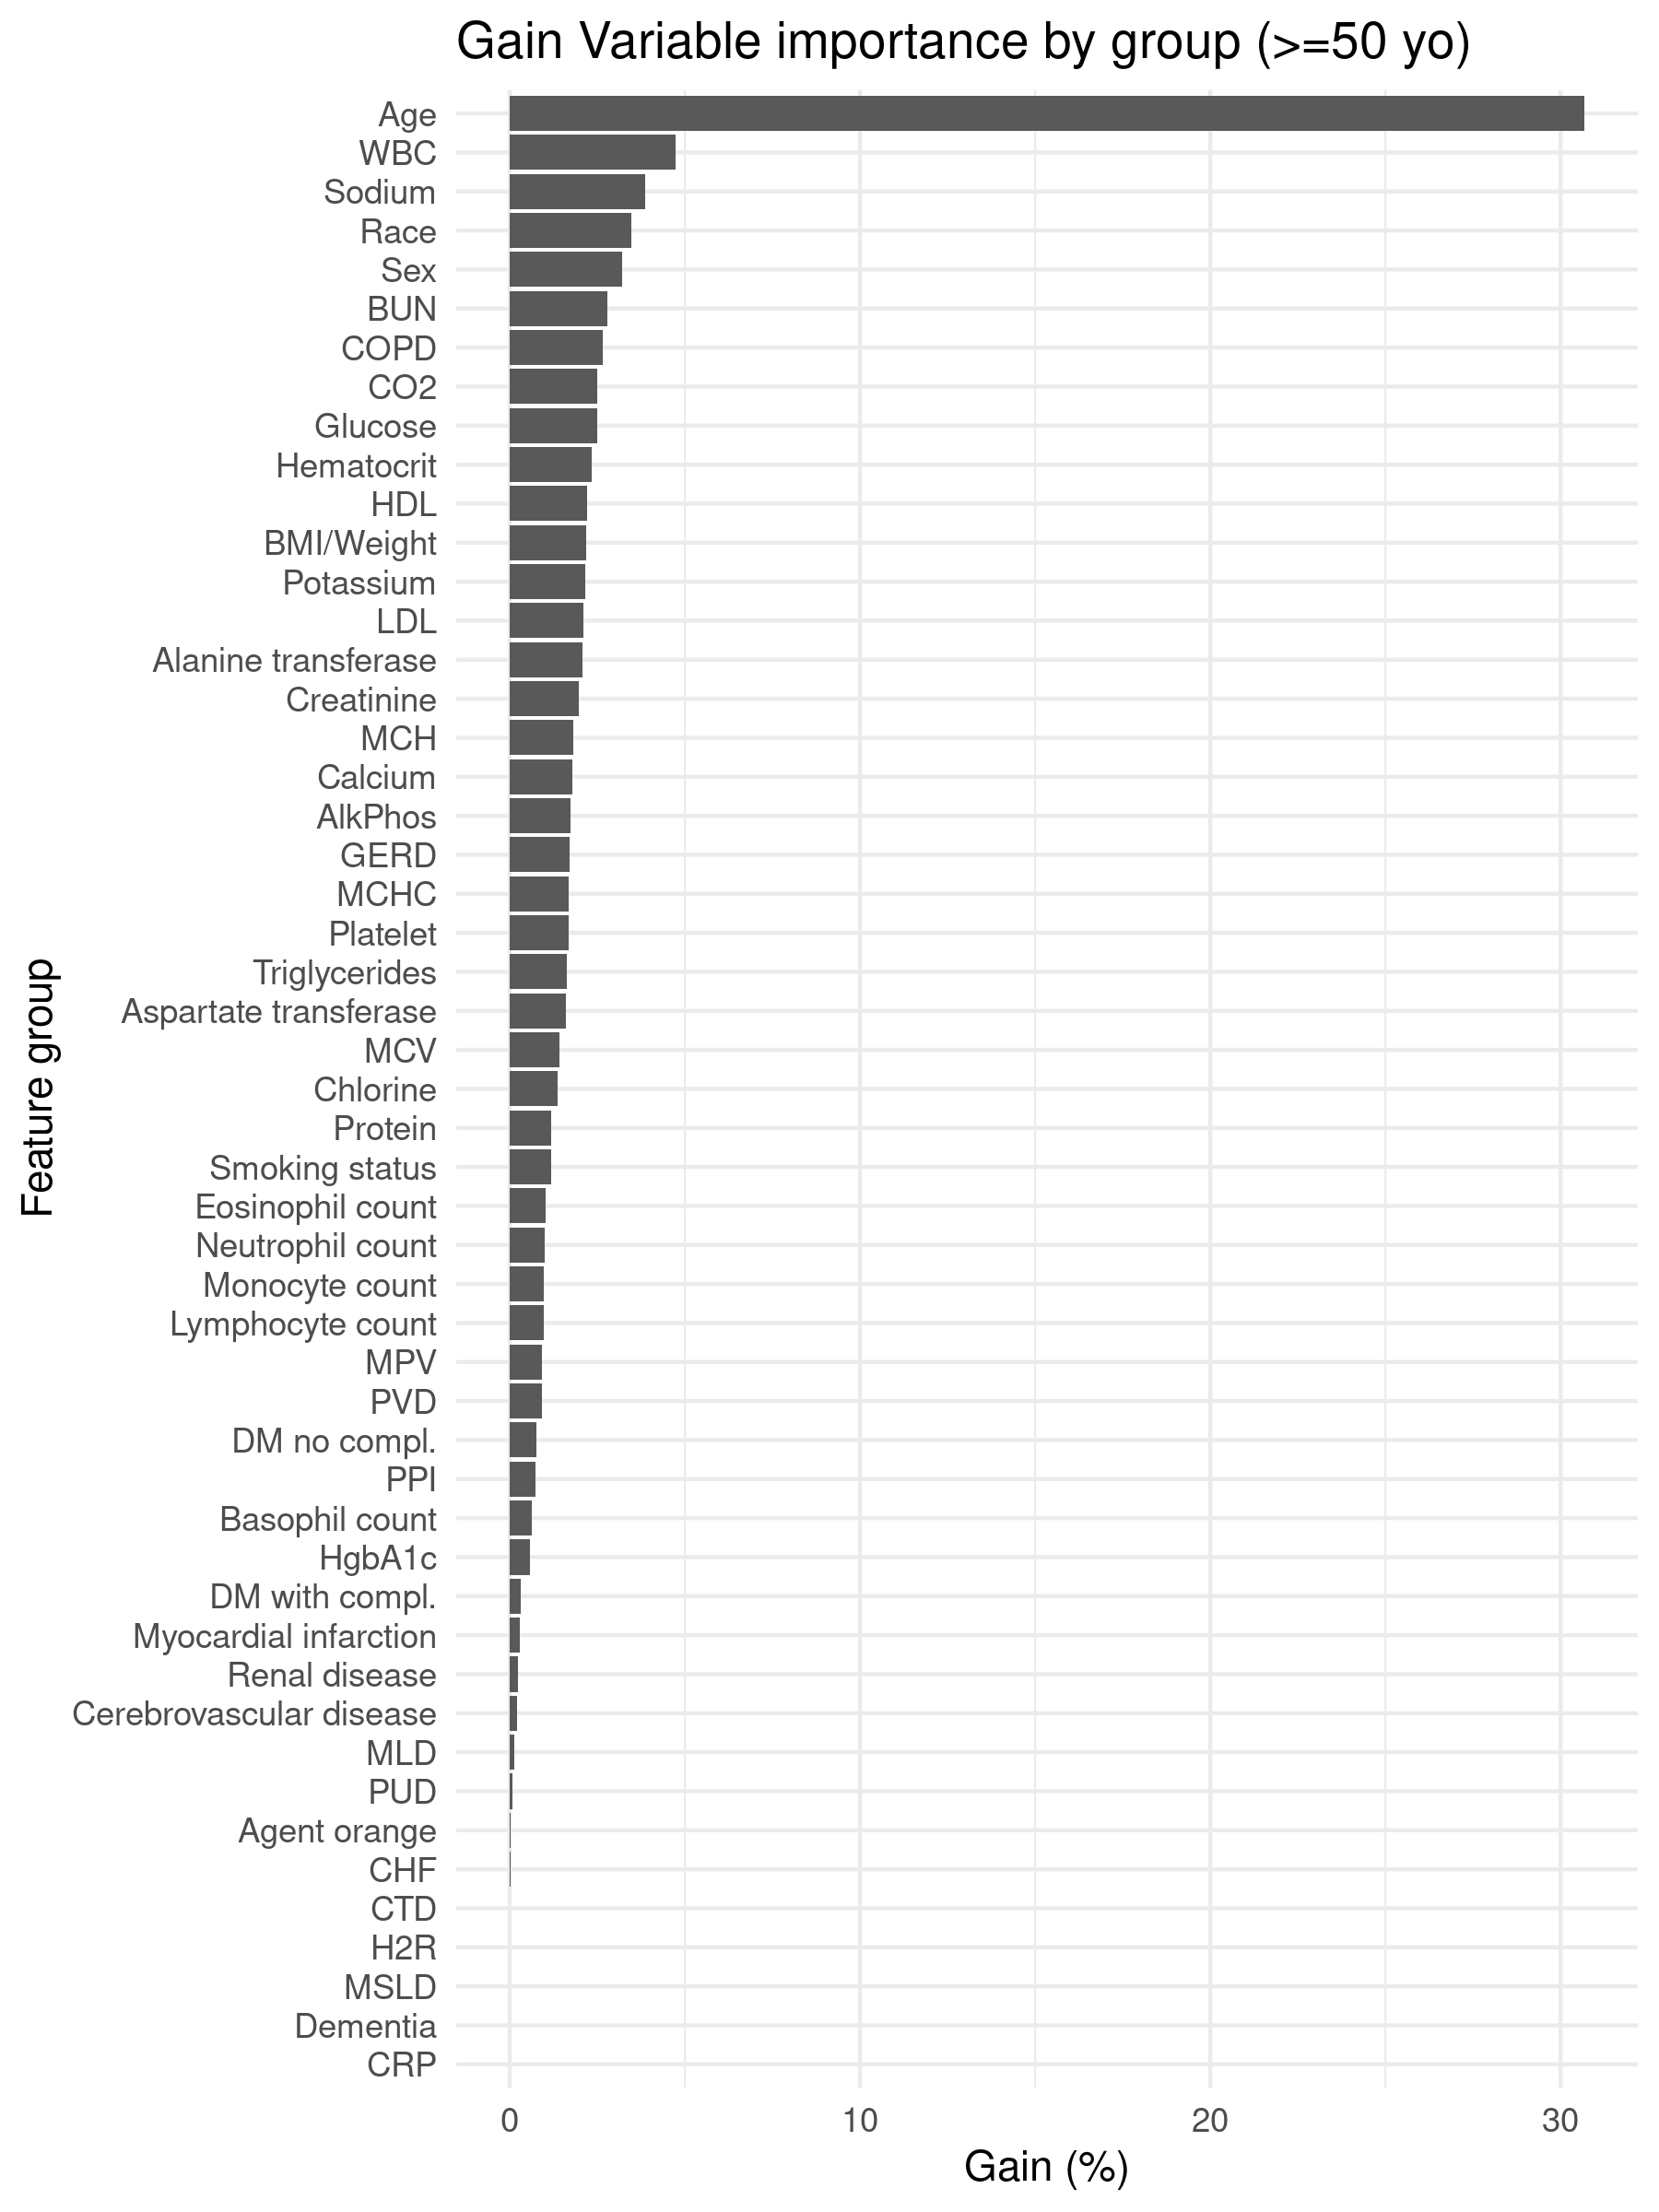 Gain Variable importance by group (>=50 yo)
Age
WBC
Sodium
Race
Sex
BUN
COPD
CO2
Glucose
Hematocrit
HDL
BMI/Weight
Potassium
LDL
Alanine transferase
Creatinine
MCH
Calcium
AlkPhos
GERD
MCHC
Platelet
Triglycerides
Aspartate transferase
MCV
Chlorine
Protein
Smoking status
Eosinophil count
Neutrophil count
Monocyte count
Lymphocyte count
MPV
PVD
DM no compl.
PPI
Basophil count
HgbA1c
DM with compl.
Myocardial infarction
Renal disease
Cerebrovascular disease
MLD
PUD
Agent orange
CHF
CTD
H2R
MSLD
Dementia
CRP
Feature group
0 10 20 30
Gain (%)